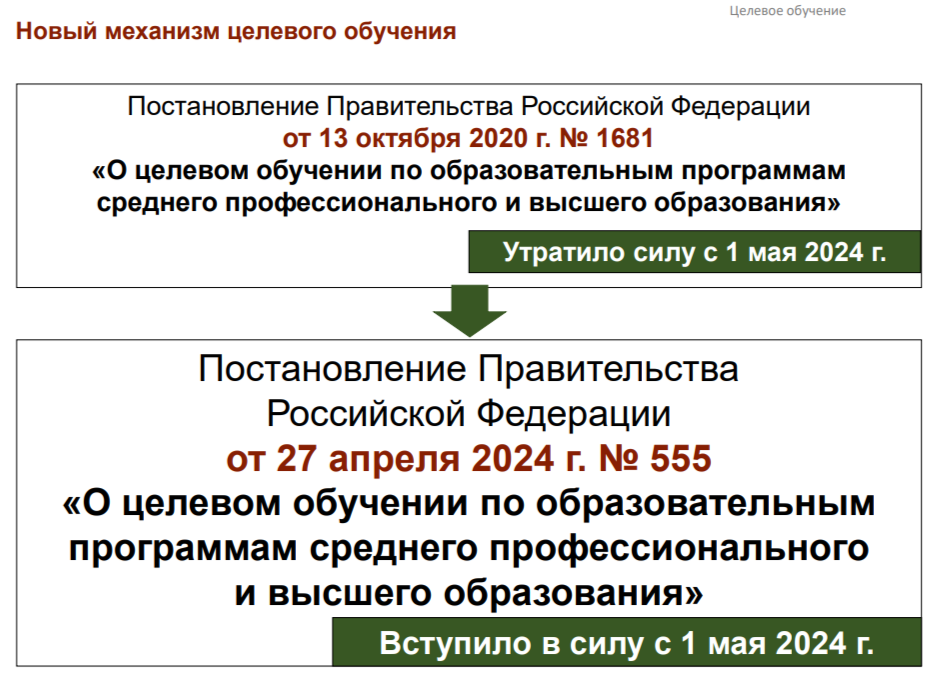 Целевое обучение
Новый механизм целевого обучения
Постановление Правительства Российской Федерации
от 13 октября 2020 г. № 1681
«О целевом обучении по образовательным программам
среднего профессионального и высшего образования»
Утратило силу с 1 мая 2024 г.
Постановление Правительства
Российской Федерации
от 27 апреля 2024 г. № 555
«О целевом обучении по образовательным
программам среднего профессионального
и высшего образования»
Вступило в силу с 1 мая 2024 г.